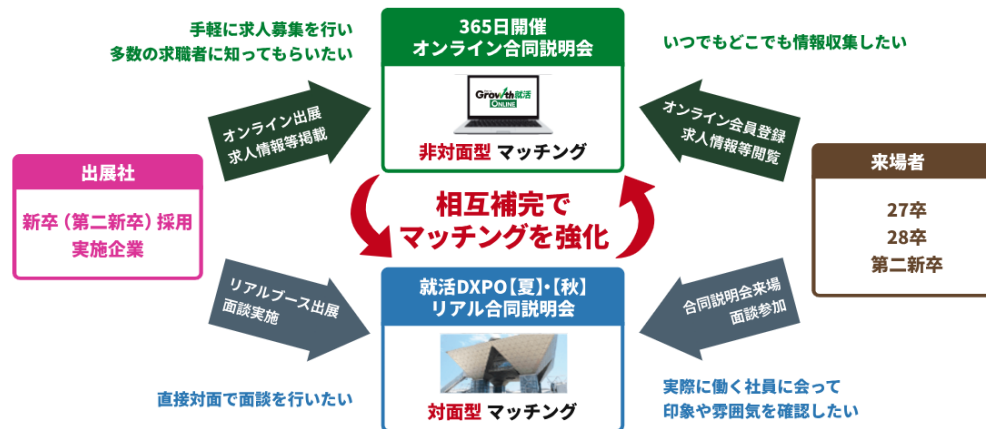 手軽に求人募集を行い
多数の求職者に知ってもらいたい
365日開催
オンライン合同説明会
Growth就活
ONLINE
非対面型 マッチング
いつでもどこでも情報収集したい
オンライン出展
求人情報等掲載
オンライン会員登録
求人情報等閲覧
出展社
新卒（第二新卒）採用
実施企業
相互補完で
マッチングを強化
来場者
27卒
28卒
第二新卒
リアルブース出展
面談実施
就活DXPO【夏】・【秋】
リアル合同説明会
対面型 マッチング
合同説明会来場
面談参加
直接対面で面談を行いたい
実際に働く社員に会って
印象や雰囲気を確認したい